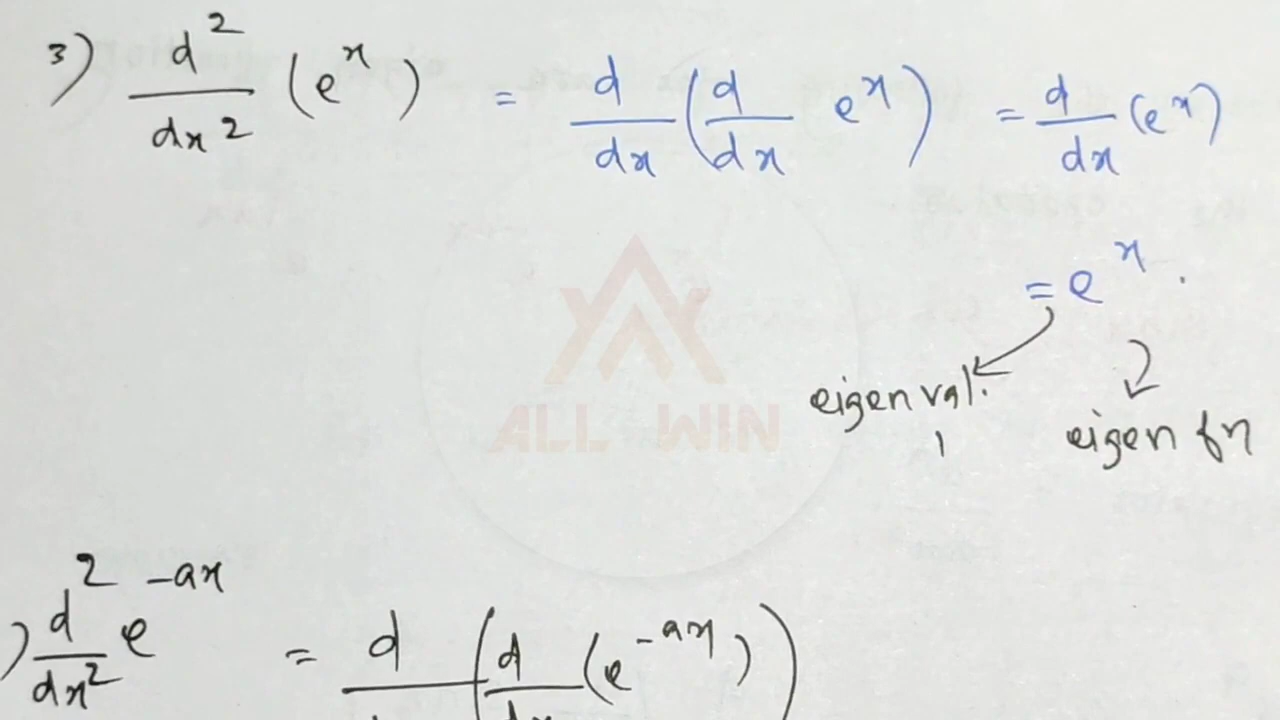 3) d²/dx² (eˣ) = d/dx (d/dx eˣ) = d/dx (eˣ)
= eˣ.
eigen val. eigen fn
1
ALL WIN
) d²/dx² e⁻ᵃˣ = d (d/dx (e⁻ᵃˣ))